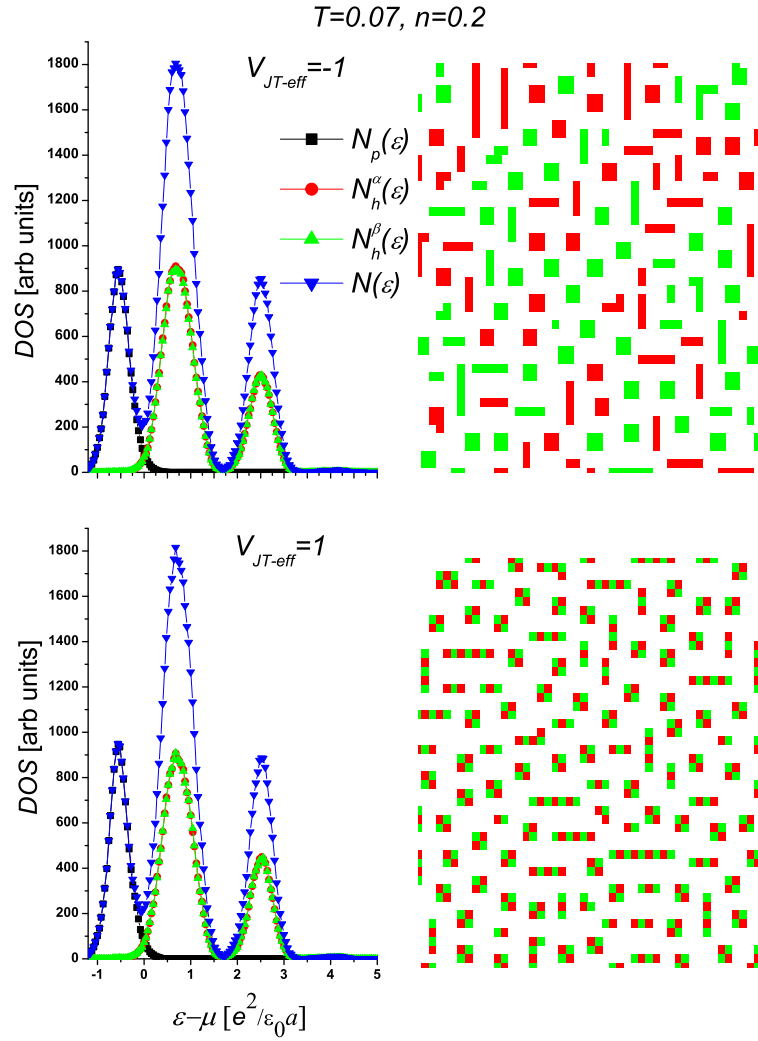 T=0.07, n=0.2
V_JT-eff=-1
N_p(ε)
N_h^α(ε)
N_h^β(ε)
N(ε)
DOS [arb units]
1800
1600
1400
1200
1000
800
600
400
200
0
V_JT-eff=1
DOS [arb units]
1800
1600
1400
1200
1000
800
600
400
200
0
-1 0 1 2 3 4 5
ε−μ [e²/ε₀a]